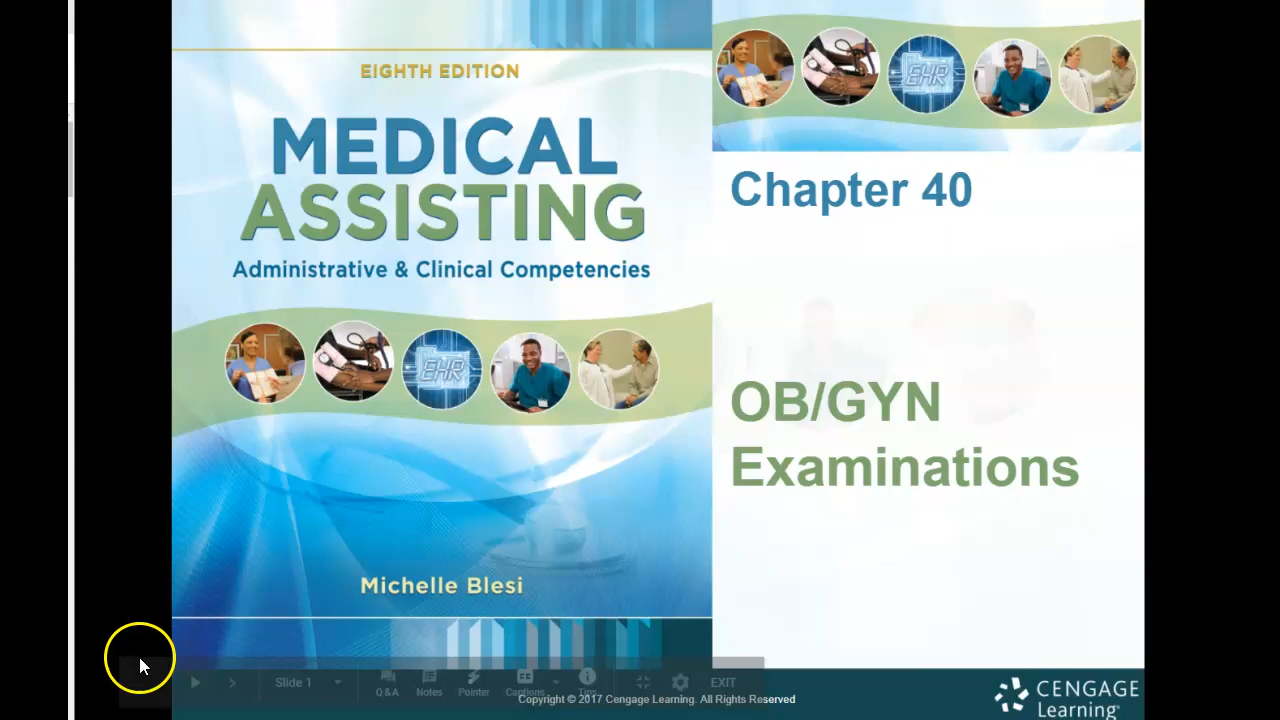 EIGHTH EDITION
MEDICAL
ASSISTING
Administrative & Clinical Competencies
EHR
Michelle Blesi
EHR
Chapter 40
OB/GYN
Examinations
Slide 1
Q&A
Notes
Pointer
Captions
Tips
EXIT
Copyright © 2017 Cengage Learning. All Rights Reserved
CENGAGE
Learning